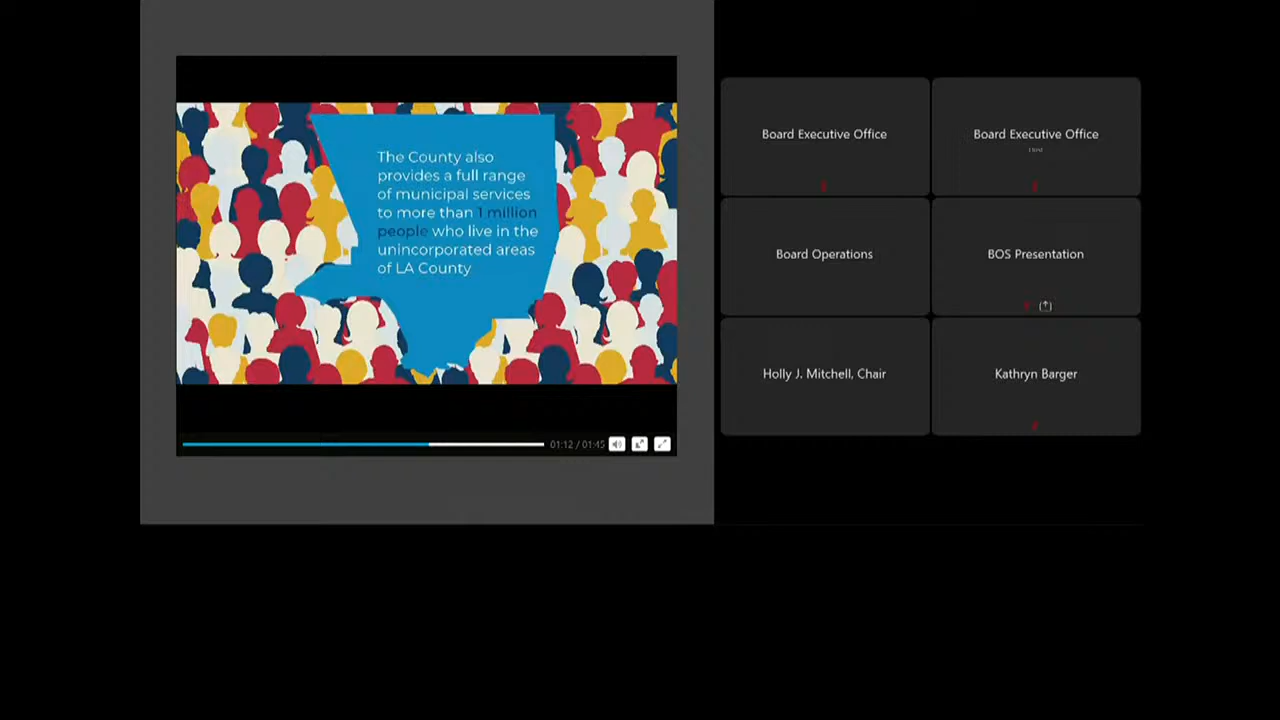 The County also
provides a full range
of municipal services
to more than 1 million
people who live in the
unincorporated areas
of LA County
01:12 / 01:45
Board Executive Office
Board Executive Office
Board Operations
BOS Presentation
Holly J. Mitchell, Chair
Kathryn Barger